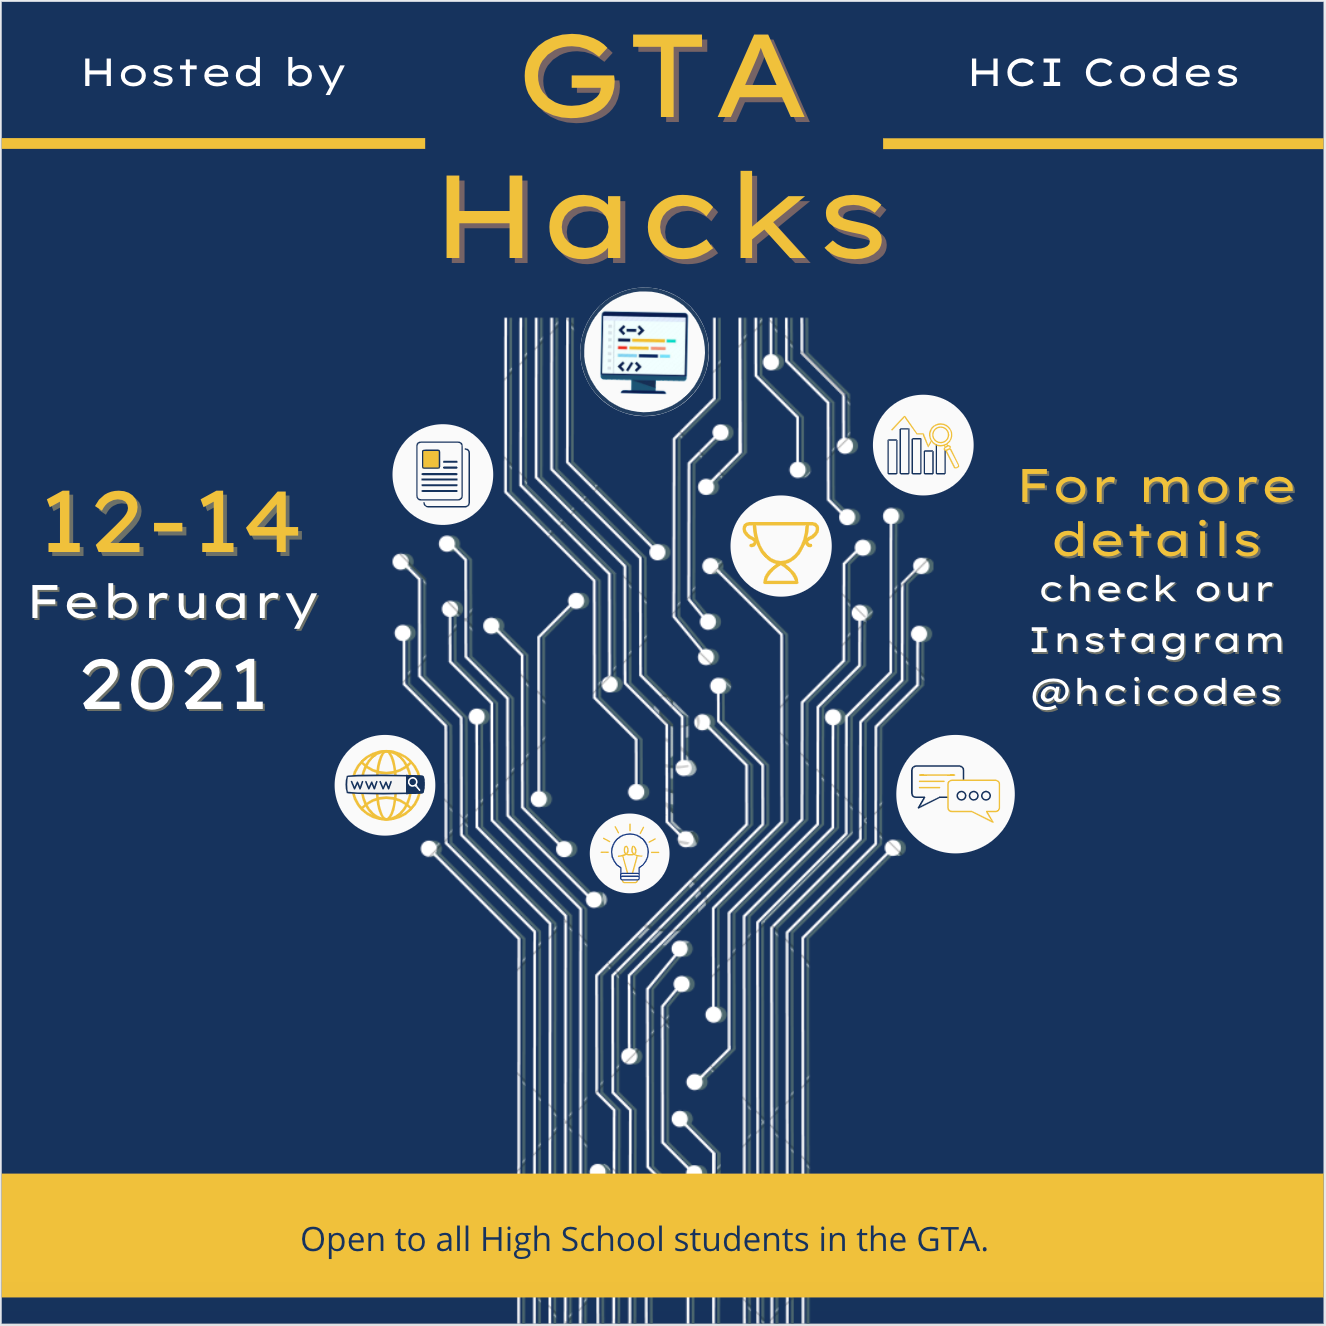 Hosted by
GTA
HCI Codes
Hacks
<-->
</>
12-14
February
2021
For more
details
check our
Instagram
@hcicodes
www
Open to all High School students in the GTA.